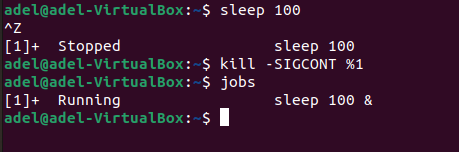 adel@adel-VirtualBox:~$ sleep 100
^Z
[1]+  Stopped                 sleep 100
adel@adel-VirtualBox:~$ kill -SIGCONT %1
adel@adel-VirtualBox:~$ jobs
[1]+  Running                 sleep 100 &
adel@adel-VirtualBox:~$